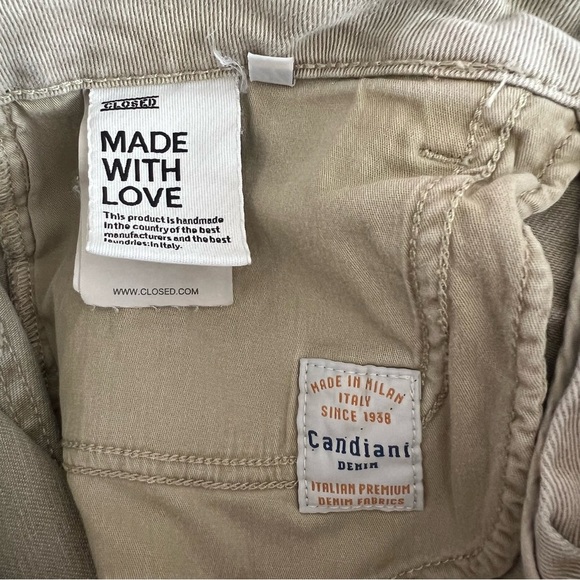 CLOSED
MADE
WITH
LOVE
This product is handmade
in the country of the best
manufacturers and the best
laundries: in Italy.
WWW.CLOSED.COM
MADE IN MILAN
ITALY
SINCE 1938
Candiani
DENIM
ITALIAN PREMIUM
DENIM FABRICS